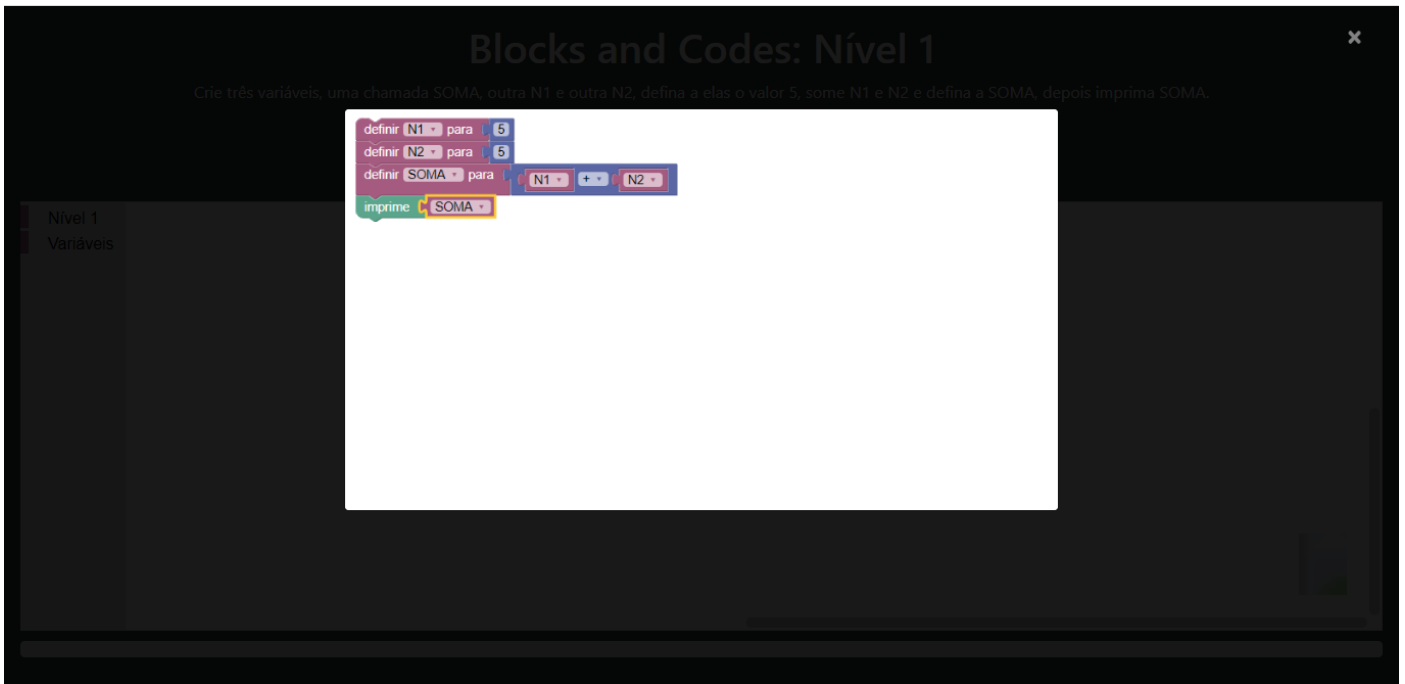 Blocks and Codes: Nível 1
×
Crie três variáveis, uma chamada SOMA, outra N1 e outra N2, defina a elas o valor 5, some N1 e N2 e defina a SOMA, depois imprima SOMA.
definir N1 para 5
definir N2 para 5
definir SOMA para N1 + N2
imprime SOMA
Nível 1
Variáveis